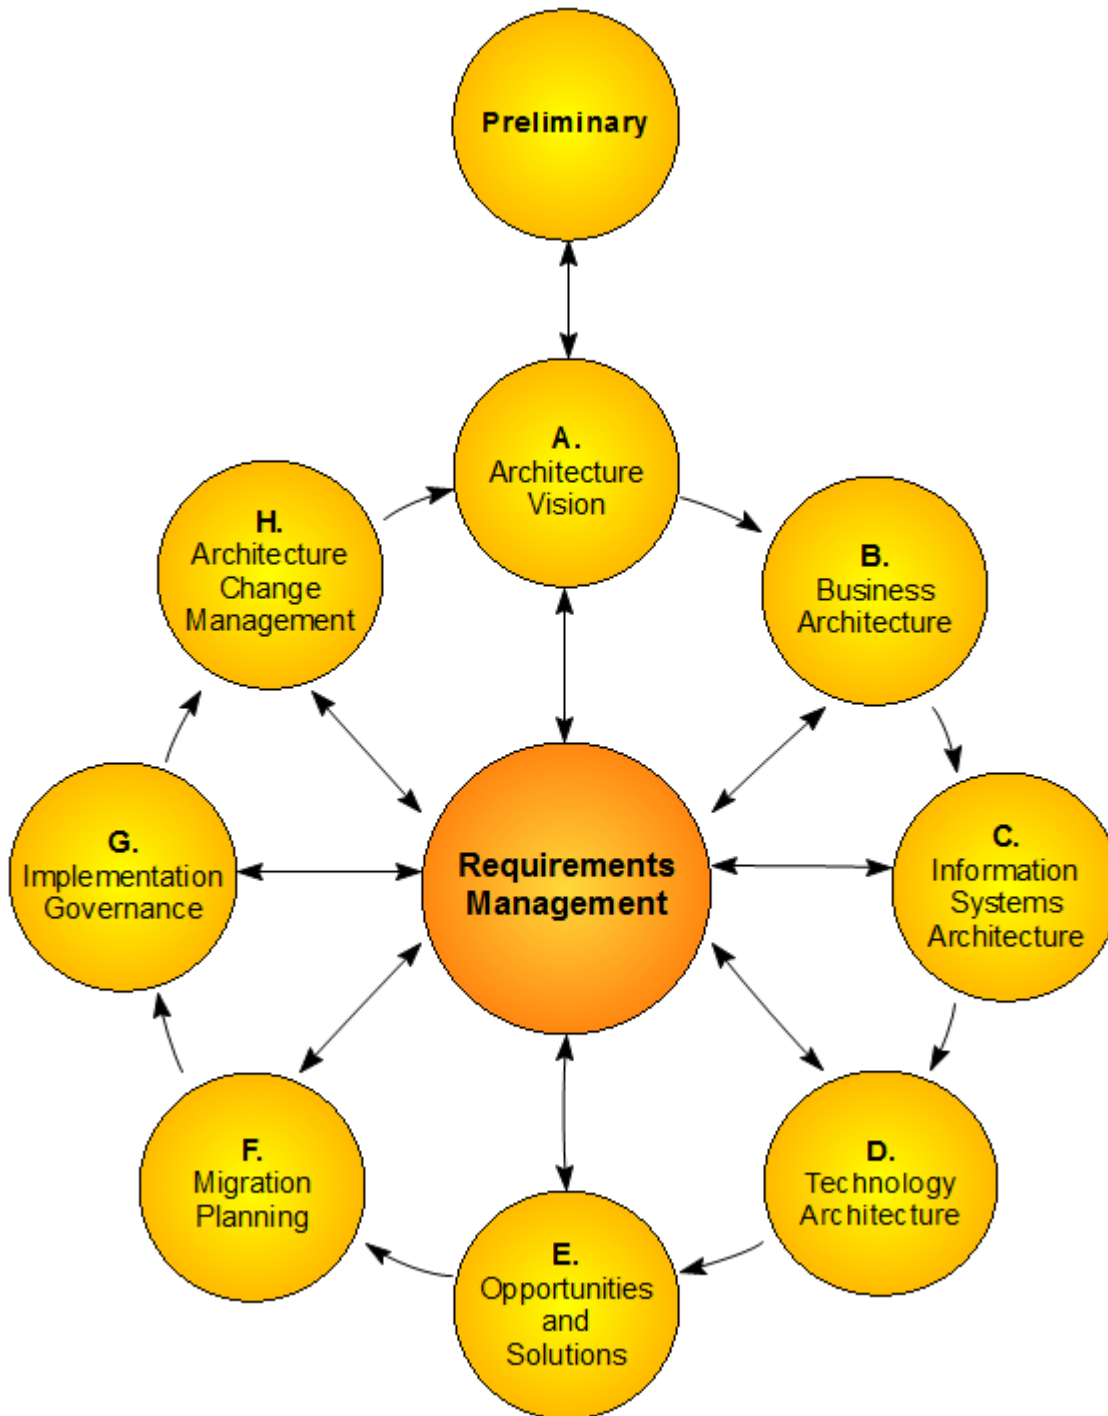 Preliminary
A.
Architecture
Vision
B.
Business
Architecture
C.
Information
Systems
Architecture
D.
Technology
Architecture
E.
Opportunities
and
Solutions
F.
Migration
Planning
G.
Implementation
Governance
H.
Architecture
Change
Management
Requirements
Management